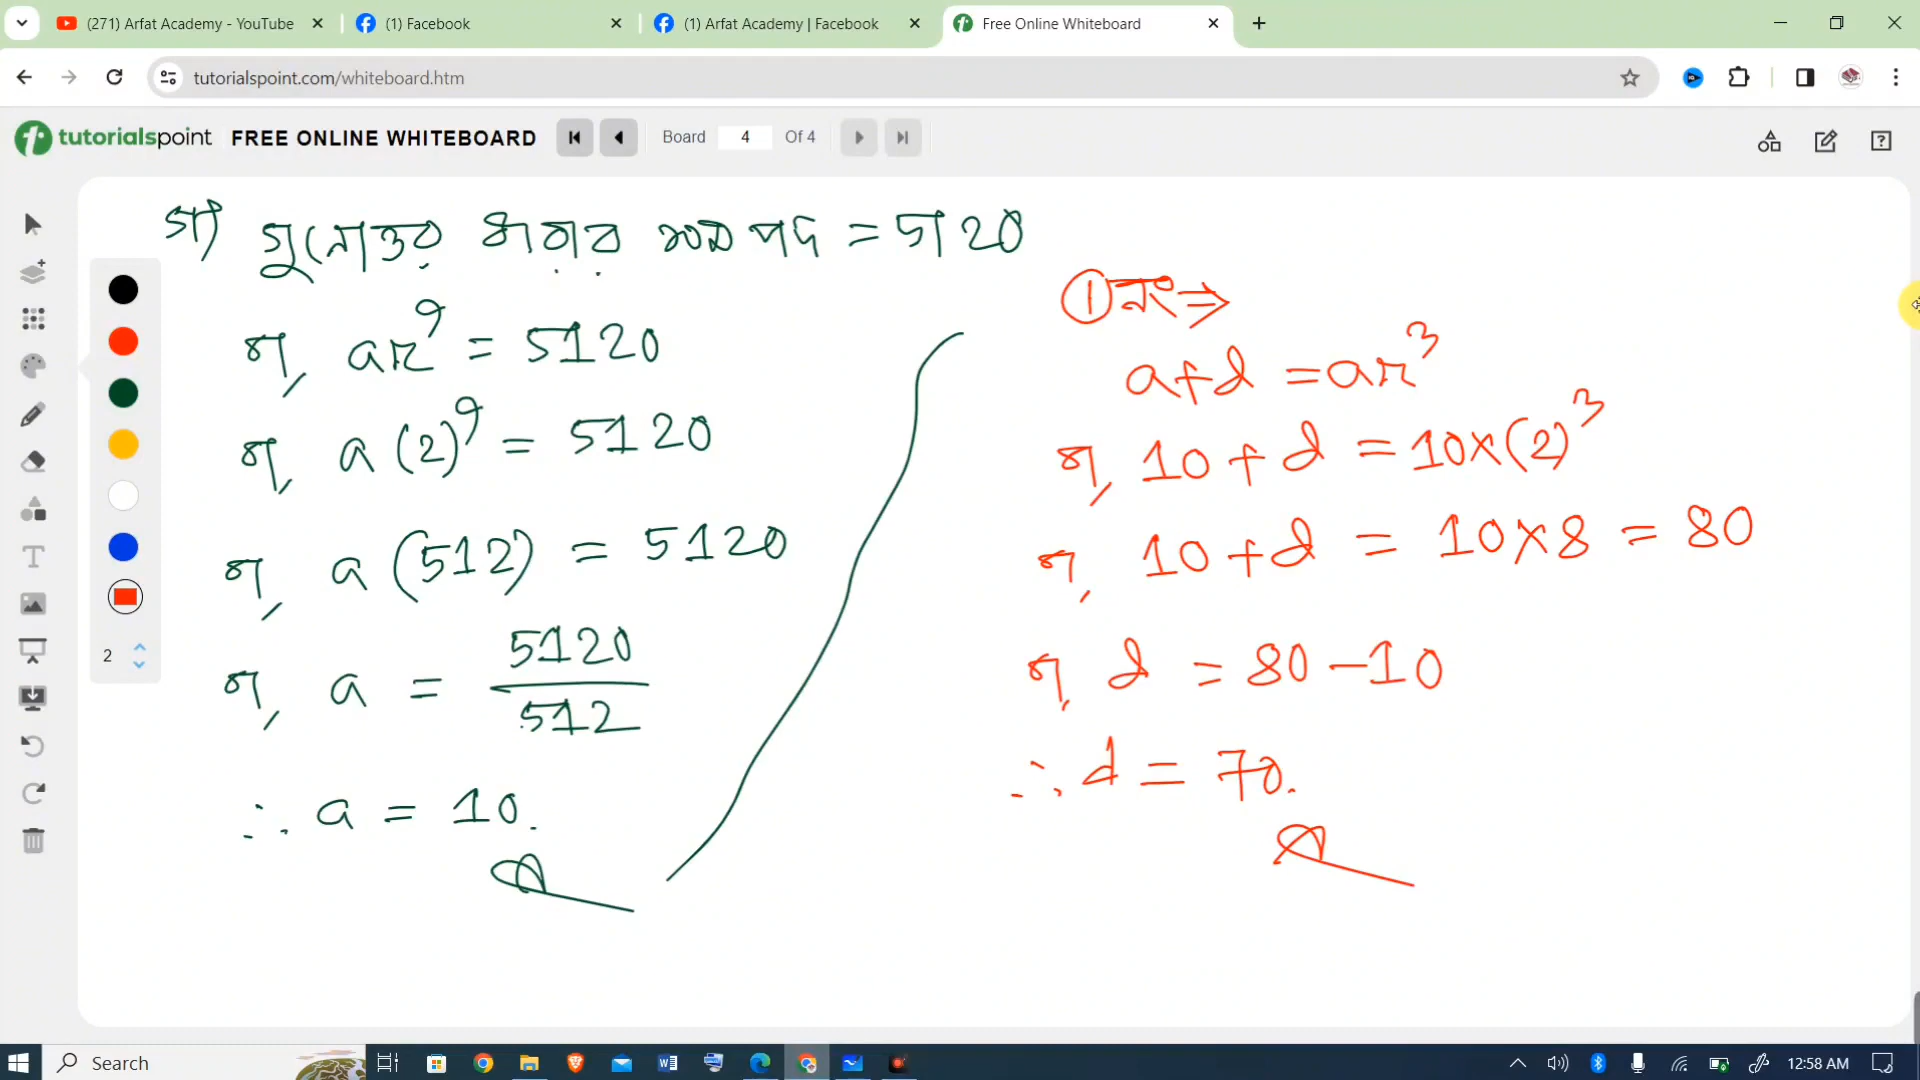 (271) Arfat Academy - YouTube
(1) Facebook
(1) Arfat Academy | Facebook
Free Online Whiteboard
tutorialspoint.com/whiteboard.htm
tutorialspoint FREE ONLINE WHITEBOARD
Board 4 Of 4
গুনোত্তর ধারার ১০ম পদ = 5120
বা, ar⁹ = 5120
বা, a(2)⁹ = 5120
বা, a(512) = 5120
বা, a = 5120/512
∴ a = 10.
① নং ⇒
a+d = ar³
বা, 10+d = 10×(2)³
বা, 10+d = 10×8 = 80
বা, d = 80-10
∴ d = 70.
2
Search
12:58 AM